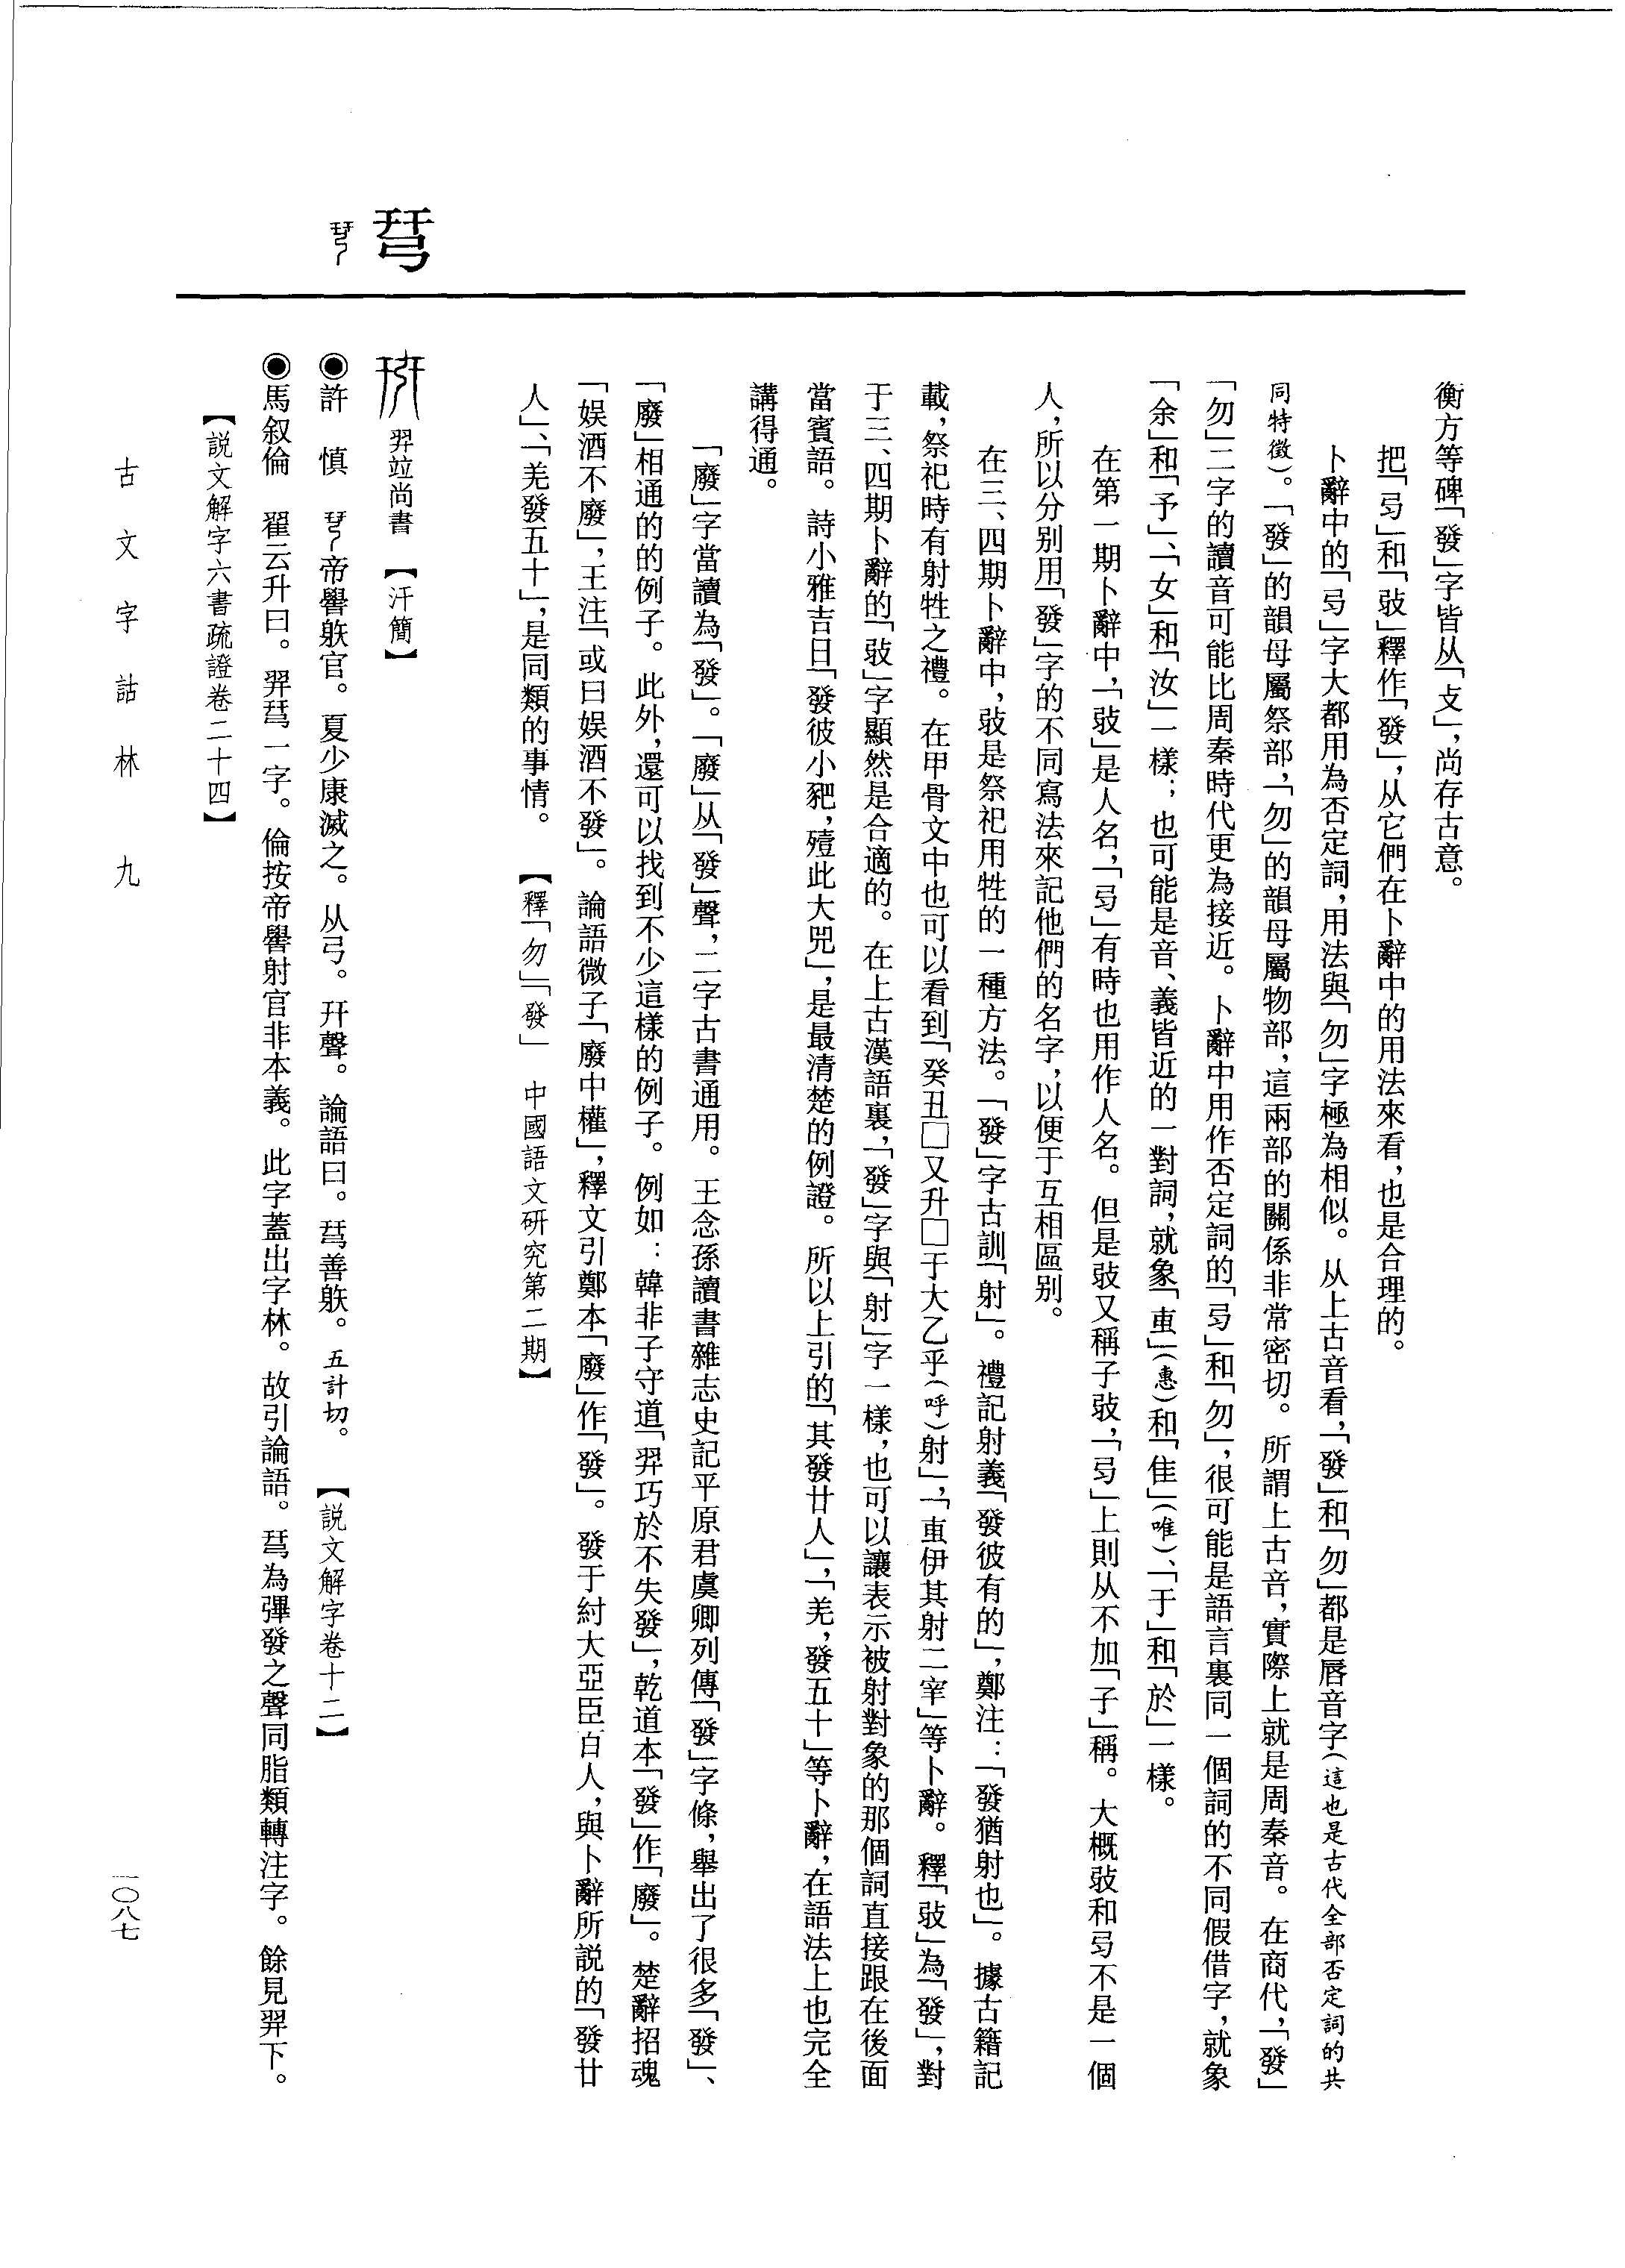 衡方等碑「發」字皆从「攴」，尚存古意。
把「𢎥」和「𢼄」釋作「發」，从它們在卜辭中的用法來看，也是合理的。
卜辭中的「𢎥」字大都用為否定詞，用法與「勿」字極為相似。从上古音看，「發」和「勿」都是唇音字（這也是古代全部否定詞的共
同特徵）。「發」的韻母屬祭部，「勿」的韻母屬物部，這兩部的關係非常密切。所謂上古音，實際上就是周秦音。在商代，「發」
「勿」二字的讀音可能比周秦時代更為接近。卜辭中用作否定詞的「𢎥」和「勿」，很可能是語言裏同一個詞的不同假借字，就象
「余」和「予」、「女」和「汝」一樣；也可能是音、義皆近的一對詞，就象「叀」（惠）和「隹」（唯）、「于」和「於」一樣。
在第一期卜辭中，「𢼄」是人名，「𢎥」有時也用作人名。但是𢼄又稱子𢼄，「𢎥」上則从不加「子」稱。大概𢼄和𢎥不是一個
人，所以分别用「發」字的不同寫法來記他們的名字，以便于互相區别。
在三、四期卜辭中，𢼄是祭祀用牲的一種方法。「發」字古訓「射」。禮記射義「發彼有的」，鄭注：「發猶射也」。據古籍記
載，祭祀時有射牲之禮。在甲骨文中也可以看到「癸丑□又升□于大乙乎（呼）射」，「叀伊其射二宰」等卜辭。釋「𢼄」為「發」，對
于三、四期卜辭的「𢼄」字顯然是合適的。在上古漢語裏，「發」字與「射」字一樣，也可以讓表示被射對象的那個詞直接跟在後面
當賓語。詩小雅吉日「發彼小豝，殪此大兕」，是最清楚的例證。所以上引的「其發廿人」，「羌，發五十」等卜辭，在語法上也完全
講得通。
「廢」字當讀為「發」。「廢」从「發」聲，二字古書通用。王念孫讀書雜志史記平原君虞卿列傳「發」字條，舉出了很多「發」、
「廢」相通的的例子。此外，還可以找到不少這樣的例子。例如：韓非子守道「羿巧於不失發」，乾道本「發」作「廢」。楚辭招魂
「娛酒不廢」，王注「或曰娛酒不發」。論語微子「廢中權」，釋文引鄭本「廢」作「發」。發于紂大亞臣百人，與卜辭所説的「發廿
人」、「羌發五十」，是同類的事情。【釋「勿」「發」　中國語文研究第二期】
𢏗
羿竝尚書　【汗簡】
◉許　慎　帝嚳䠶官。夏少康滅之。从弓。幵聲。論語曰。𢏗善䠶。五計切。【説文解字卷十二】
◉馬叙倫　翟云升曰。羿𢏗一字。倫按帝嚳射官非本義。此字蓋出字林。故引論語。𢏗為彈發之聲同脂類轉注字。餘見羿下。
【説文解字六書疏證卷二十四】
古文字詁林　九
一〇八七